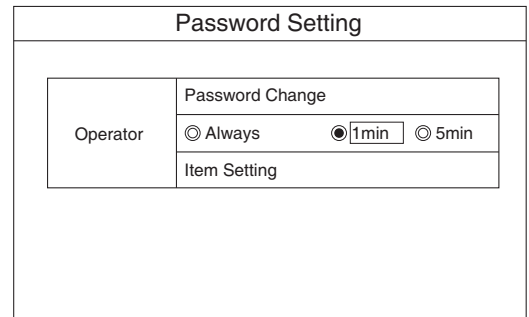 Password Setting
Password Change
Operator
Always 1min 5min
Item Setting